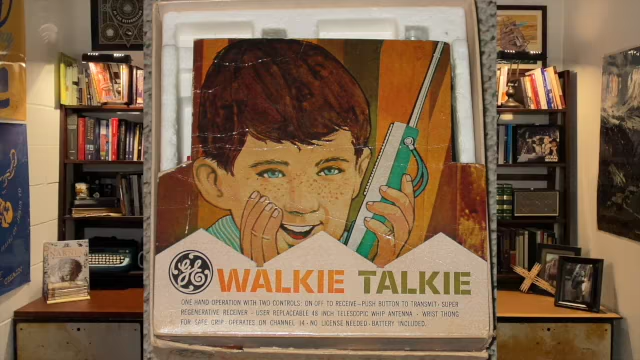 GE
WALKIE TALKIE
ONE HAND OPERATION WITH TWO CONTROLS: ON-OFF TO RECEIVE-PUSH BUTTON TO TRANSMIT · SUPER
REGENERATIVE RECEIVER · USER REPLACEABLE 48 INCH TELESCOPIC WHIP ANTENNA · WRIST THONG
FOR SAFE GRIP · OPERATES ON CHANNEL 14 · NO LICENSE NEEDED · BATTERY INCLUDED.